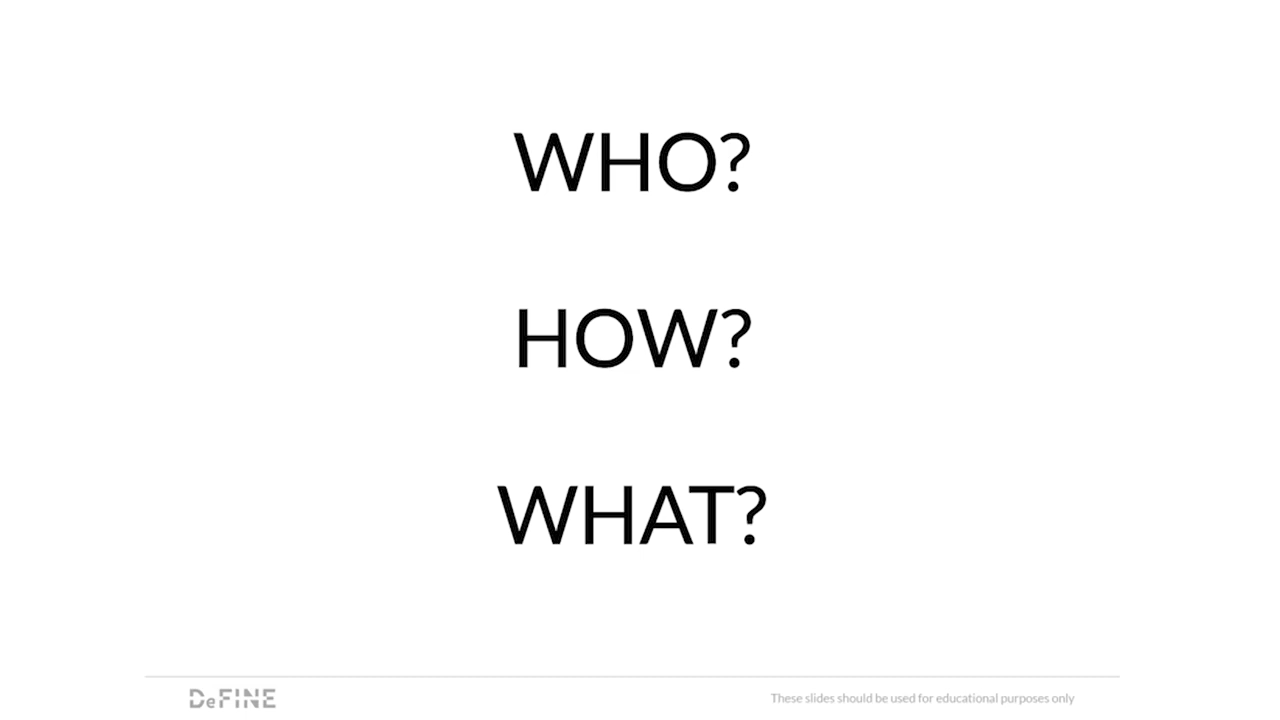 WHO?
HOW?
WHAT?
DeFINE
These slides should be used for educational purposes only